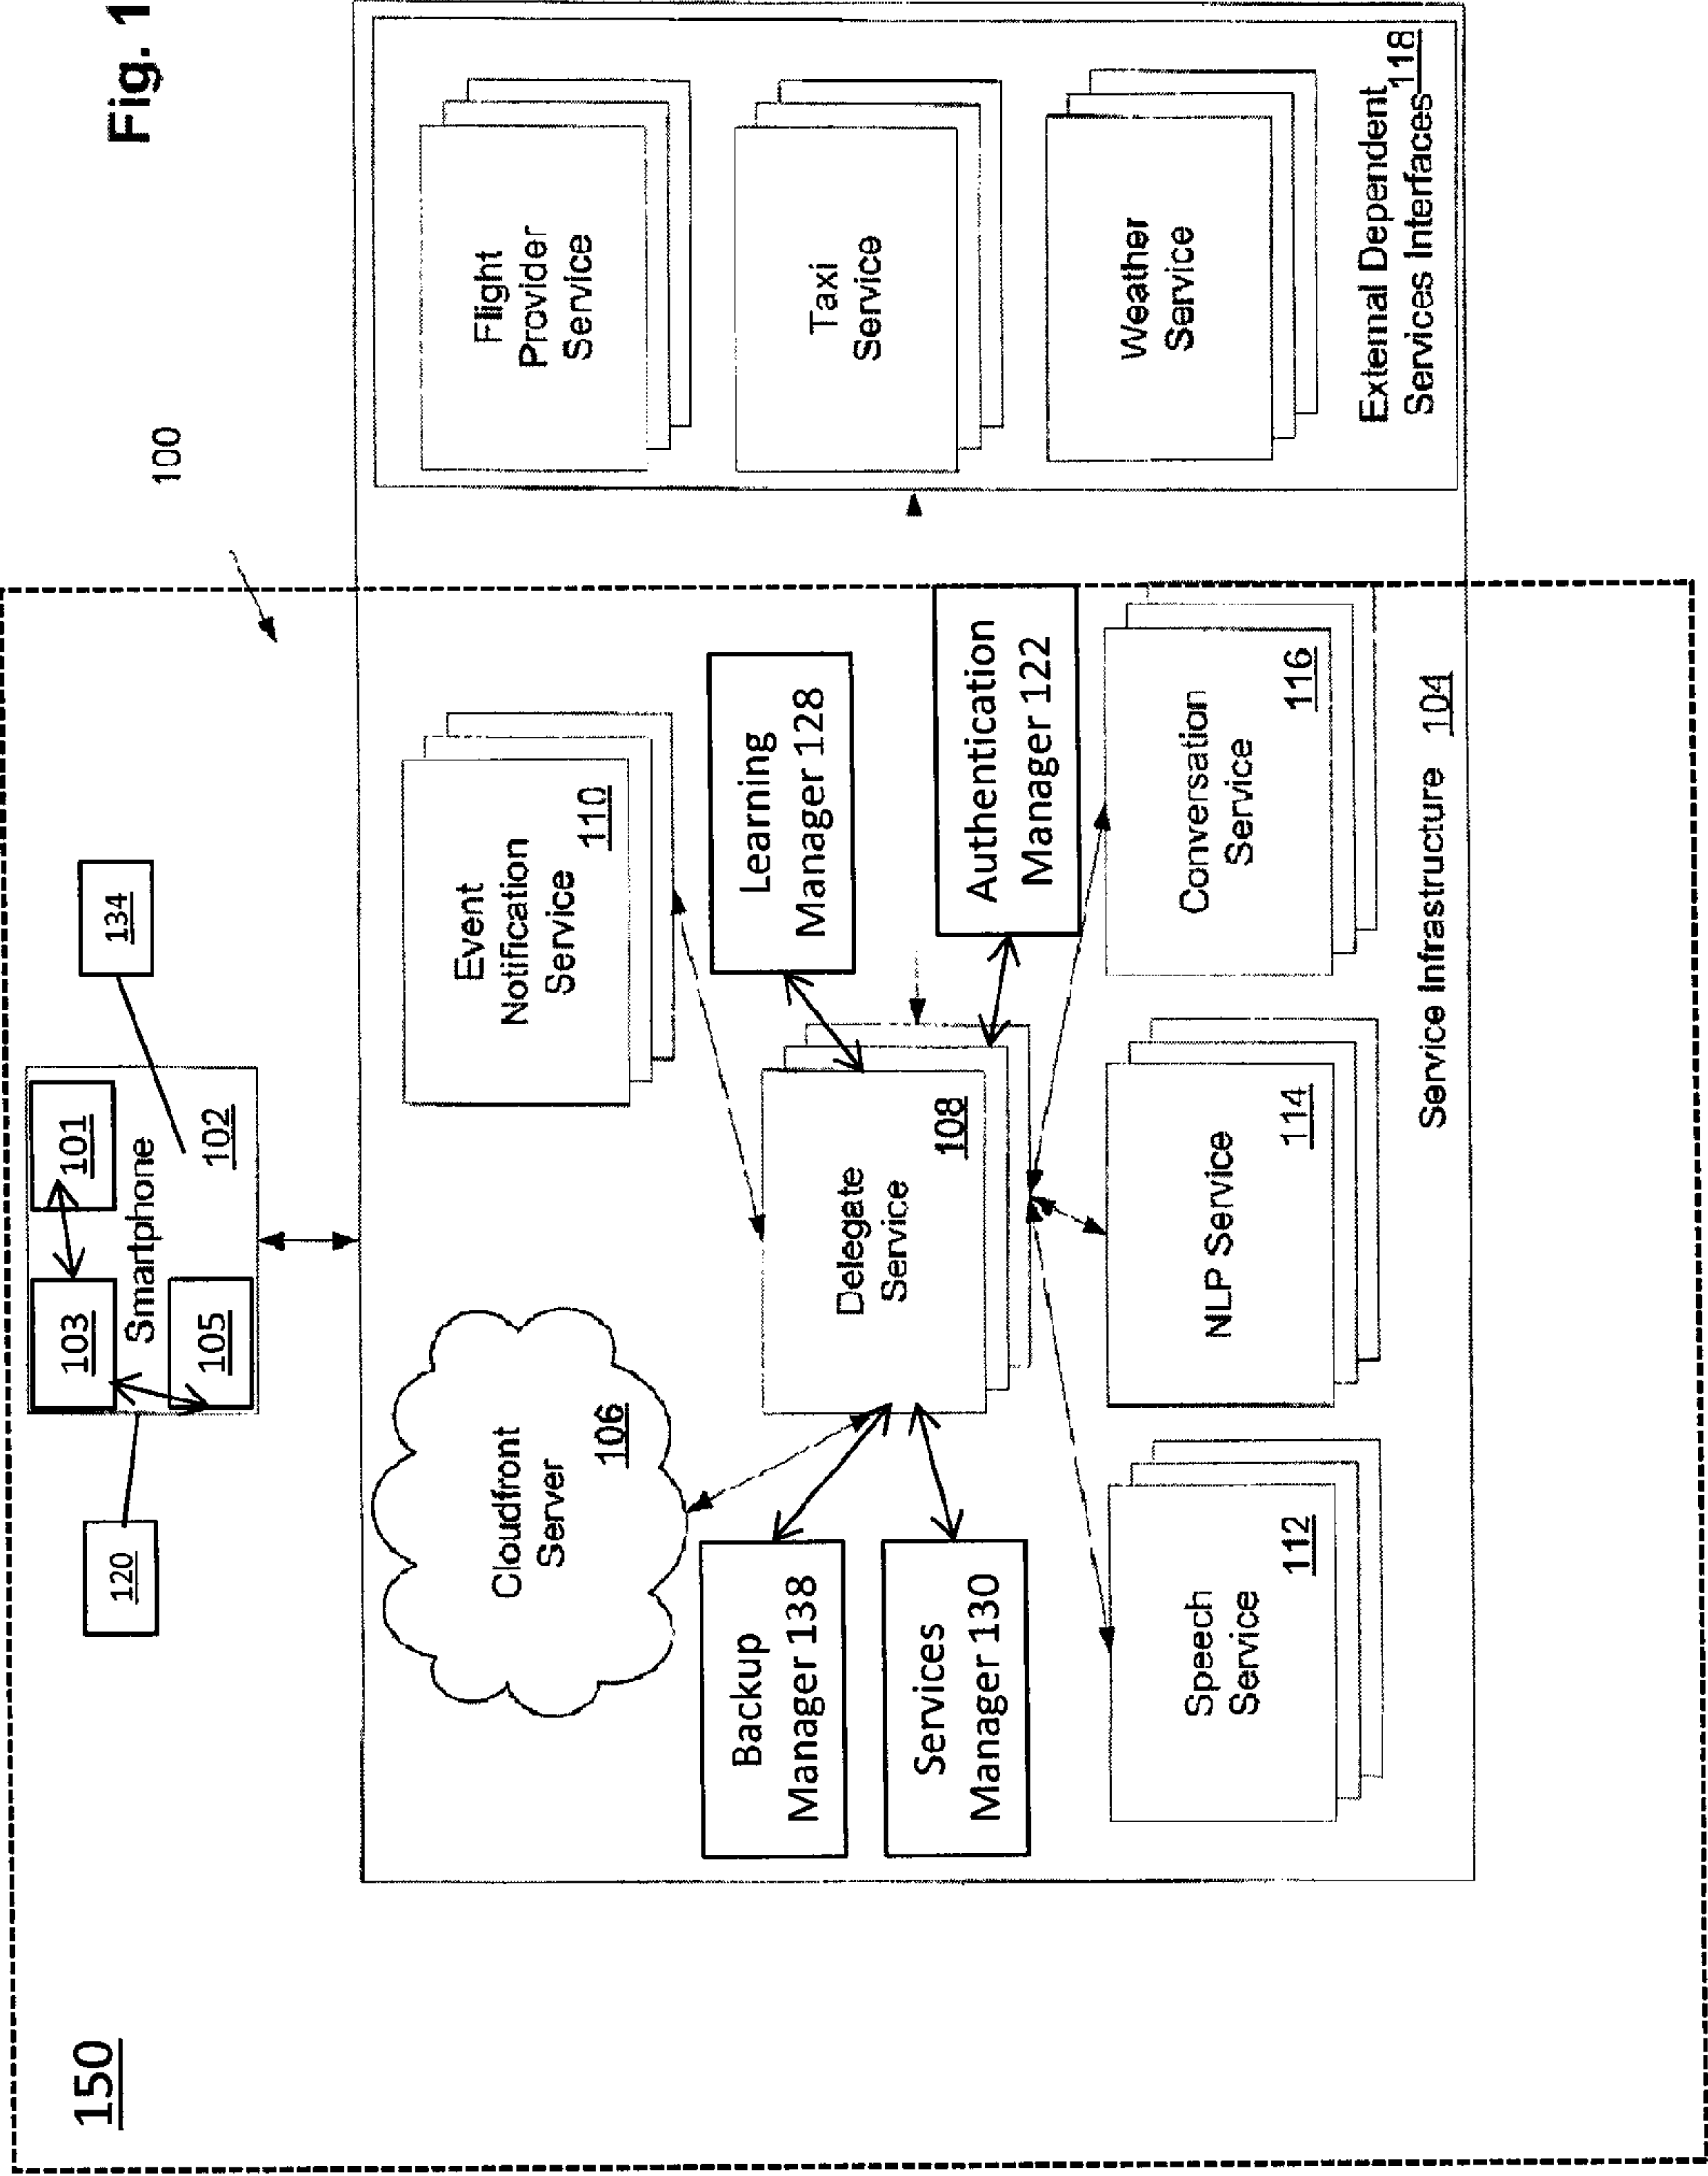 Fig. 1
100
150
120
134
103
101
Smartphone
105
102
Cloudfront
Server
106
Event
Notification
Service
110
Flight
Provider
Service
Backup
Manager 138
Learning
Manager 128
Taxi
Service
Delegate
Service
108
Services
Manager 130
Authentication
Manager 122
Speech
Service
112
NLP Service
114
Conversation
Service
116
Weather
Service
External Dependent
Services Interfaces 118
Service Infrastructure 104